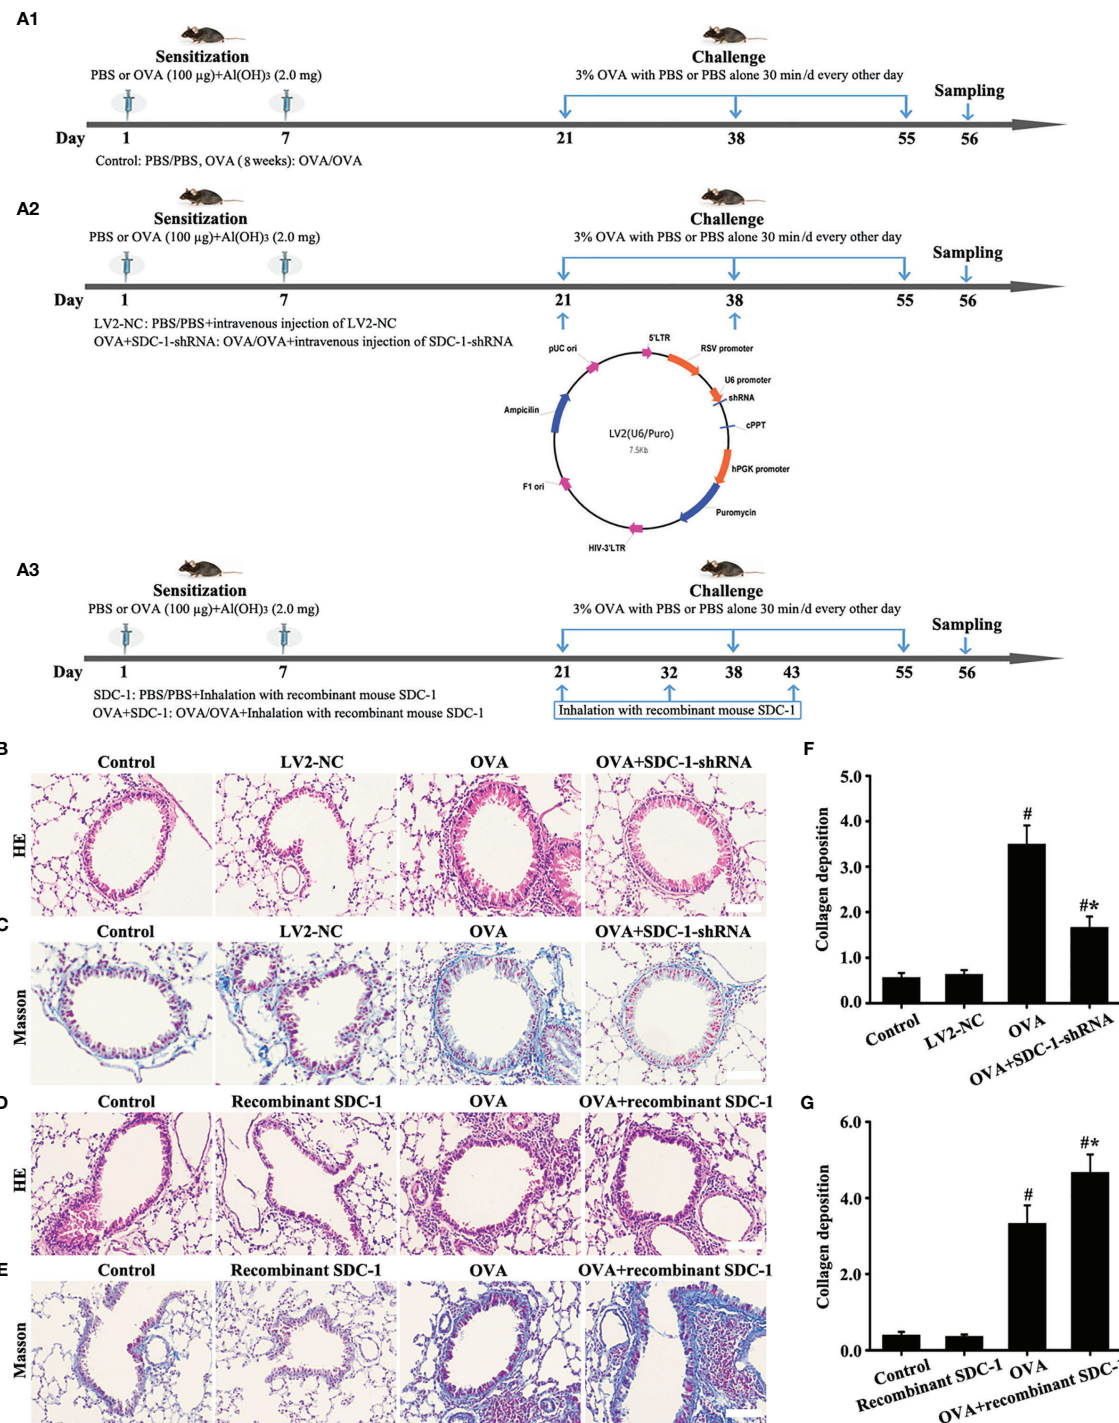 A1
Sensitization
PBS or OVA (100 µg)+Al(OH)3 (2.0 mg)
Challenge
3% OVA with PBS or PBS alone 30 min/d every other day
Sampling
Day 1 7 21 38 55 56
Control: PBS/PBS, OVA (8 weeks): OVA/OVA
A2
Sensitization
PBS or OVA (100 µg)+Al(OH)3 (2.0 mg)
Challenge
3% OVA with PBS or PBS alone 30 min/d every other day
Sampling
Day 1 7 21 38 55 56
LV2-NC: PBS/PBS+intravenous injection of LV2-NC
OVA+SDC-1-shRNA: OVA/OVA+intravenous injection of SDC-1-shRNA
5'LTR
RSV promoter
pUC ori
U6 promoter
shRNA
Ampicilin
cPPT
LV2(U6/Puro)
7.5Kb
hPGK promoter
F1 ori
Puromycin
HIV-3'LTR
A3
Sensitization
PBS or OVA (100 µg)+Al(OH)3 (2.0 mg)
Challenge
3% OVA with PBS or PBS alone 30 min/d every other day
Sampling
Day 1 7 21 32 38 43 55 56
SDC-1: PBS/PBS+Inhalation with recombinant mouse SDC-1
OVA+SDC-1: OVA/OVA+Inhalation with recombinant mouse SDC-1
Inhalation with recombinant mouse SDC-1
B
Control LV2-NC OVA OVA+SDC-1-shRNA
HE
C
Control LV2-NC OVA OVA+SDC-1-shRNA
Masson
D
Control Recombinant SDC-1 OVA OVA+recombinant SDC-1
HE
E
Control Recombinant SDC-1 OVA OVA+recombinant SDC-1
Masson
F
Collagen deposition
5.0
4.0
3.0
2.0
1.0
0.0
#
#*
Control
LV2-NC
OVA
OVA+SDC-1-shRNA
G
Collagen deposition
6.0
4.0
2.0
0.0
#
#*
Control
Recombinant SDC-1
OVA
OVA+recombinant SDC-